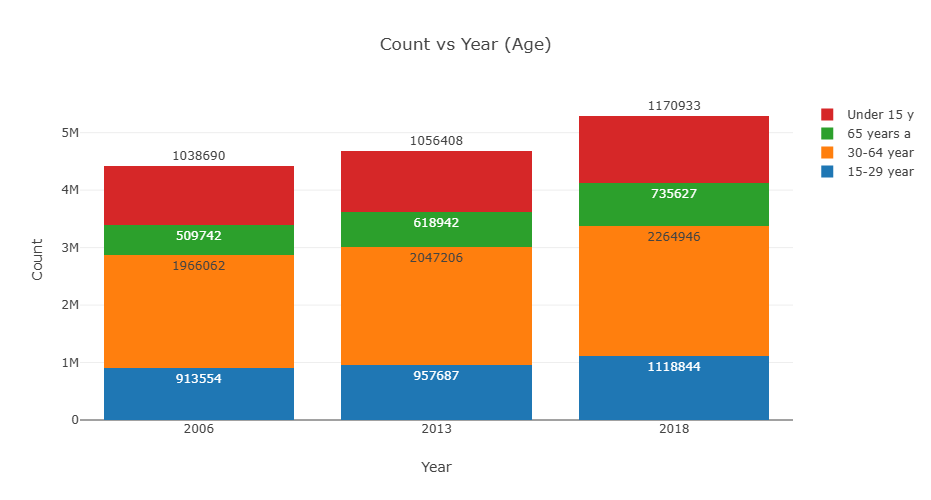 Count vs Year (Age)
1170933
1056408
1038690
735627
618942
509742
2264946
2047206
1966062
1118844
957687
913554
5M
4M
3M
2M
1M
0
Count
2006
2013
2018
Year
Under 15 y
65 years a
30-64 year
15-29 year